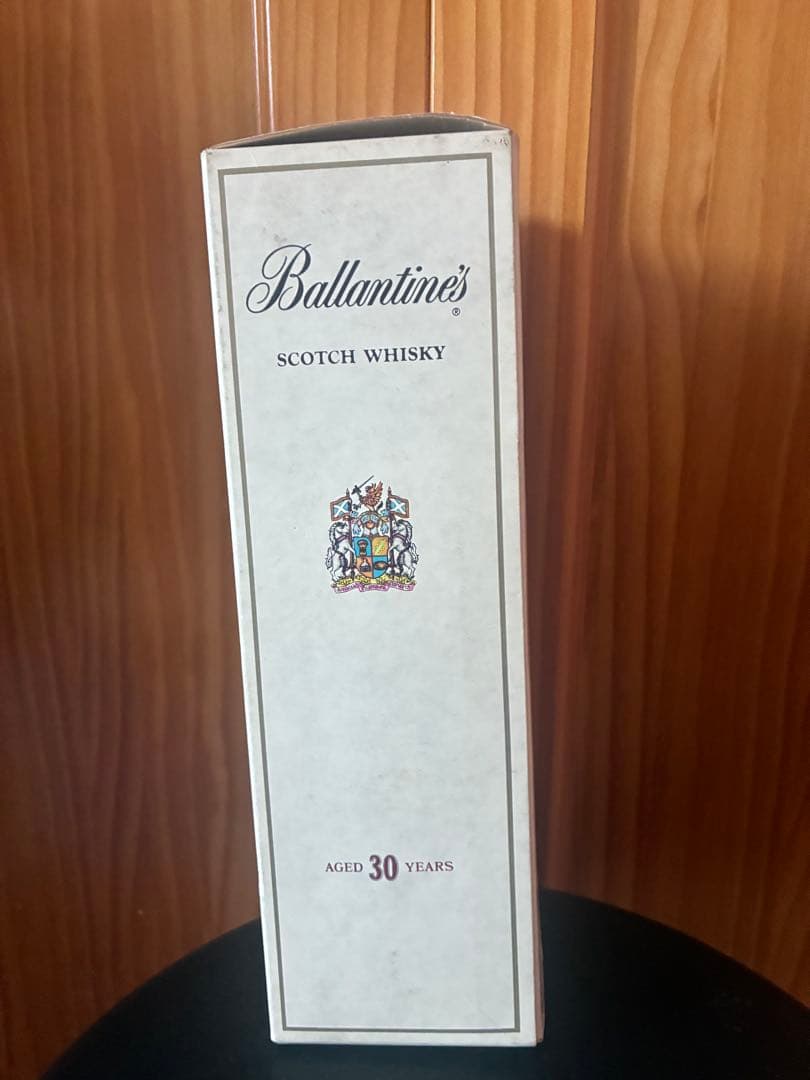 Ballantine's
®
SCOTCH WHISKY
AGED 30 YEARS